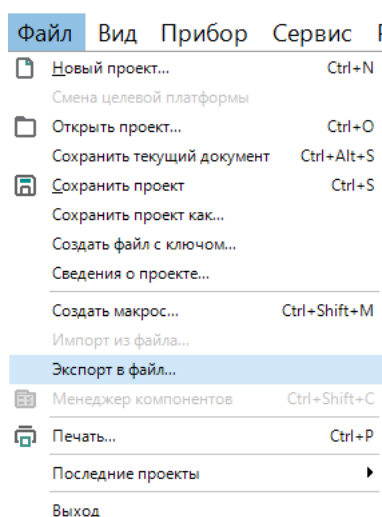 Файл Вид Прибор Сервис
Новый проект... Ctrl+N
Смена целевой платформы
Открыть проект... Ctrl+O
Сохранить текущий документ Ctrl+Alt+S
Сохранить проект Ctrl+S
Сохранить проект как...
Создать файл с ключом...
Сведения о проекте...
Создать макрос... Ctrl+Shift+M
Импорт из файла...
Экспорт в файл...
Менеджер компонентов Ctrl+Shift+C
Печать... Ctrl+P
Последние проекты
Выход